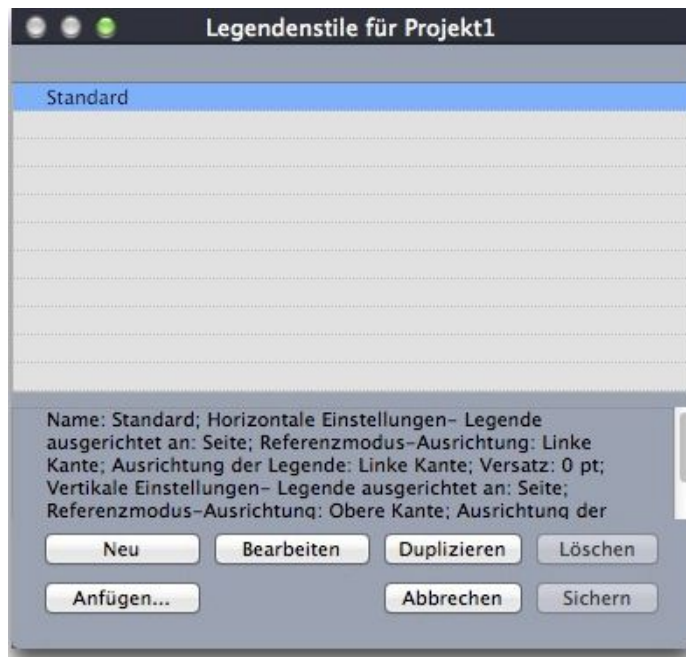 Legendenstile für Projekt1
Standard
Name: Standard; Horizontale Einstellungen– Legende
ausgerichtet an: Seite; Referenzmodus-Ausrichtung: Linke
Kante; Ausrichtung der Legende: Linke Kante; Versatz: 0 pt;
Vertikale Einstellungen– Legende ausgerichtet an: Seite;
Referenzmodus-Ausrichtung: Obere Kante; Ausrichtung der
Neu Bearbeiten Duplizieren Löschen
Anfügen... Abbrechen Sichern